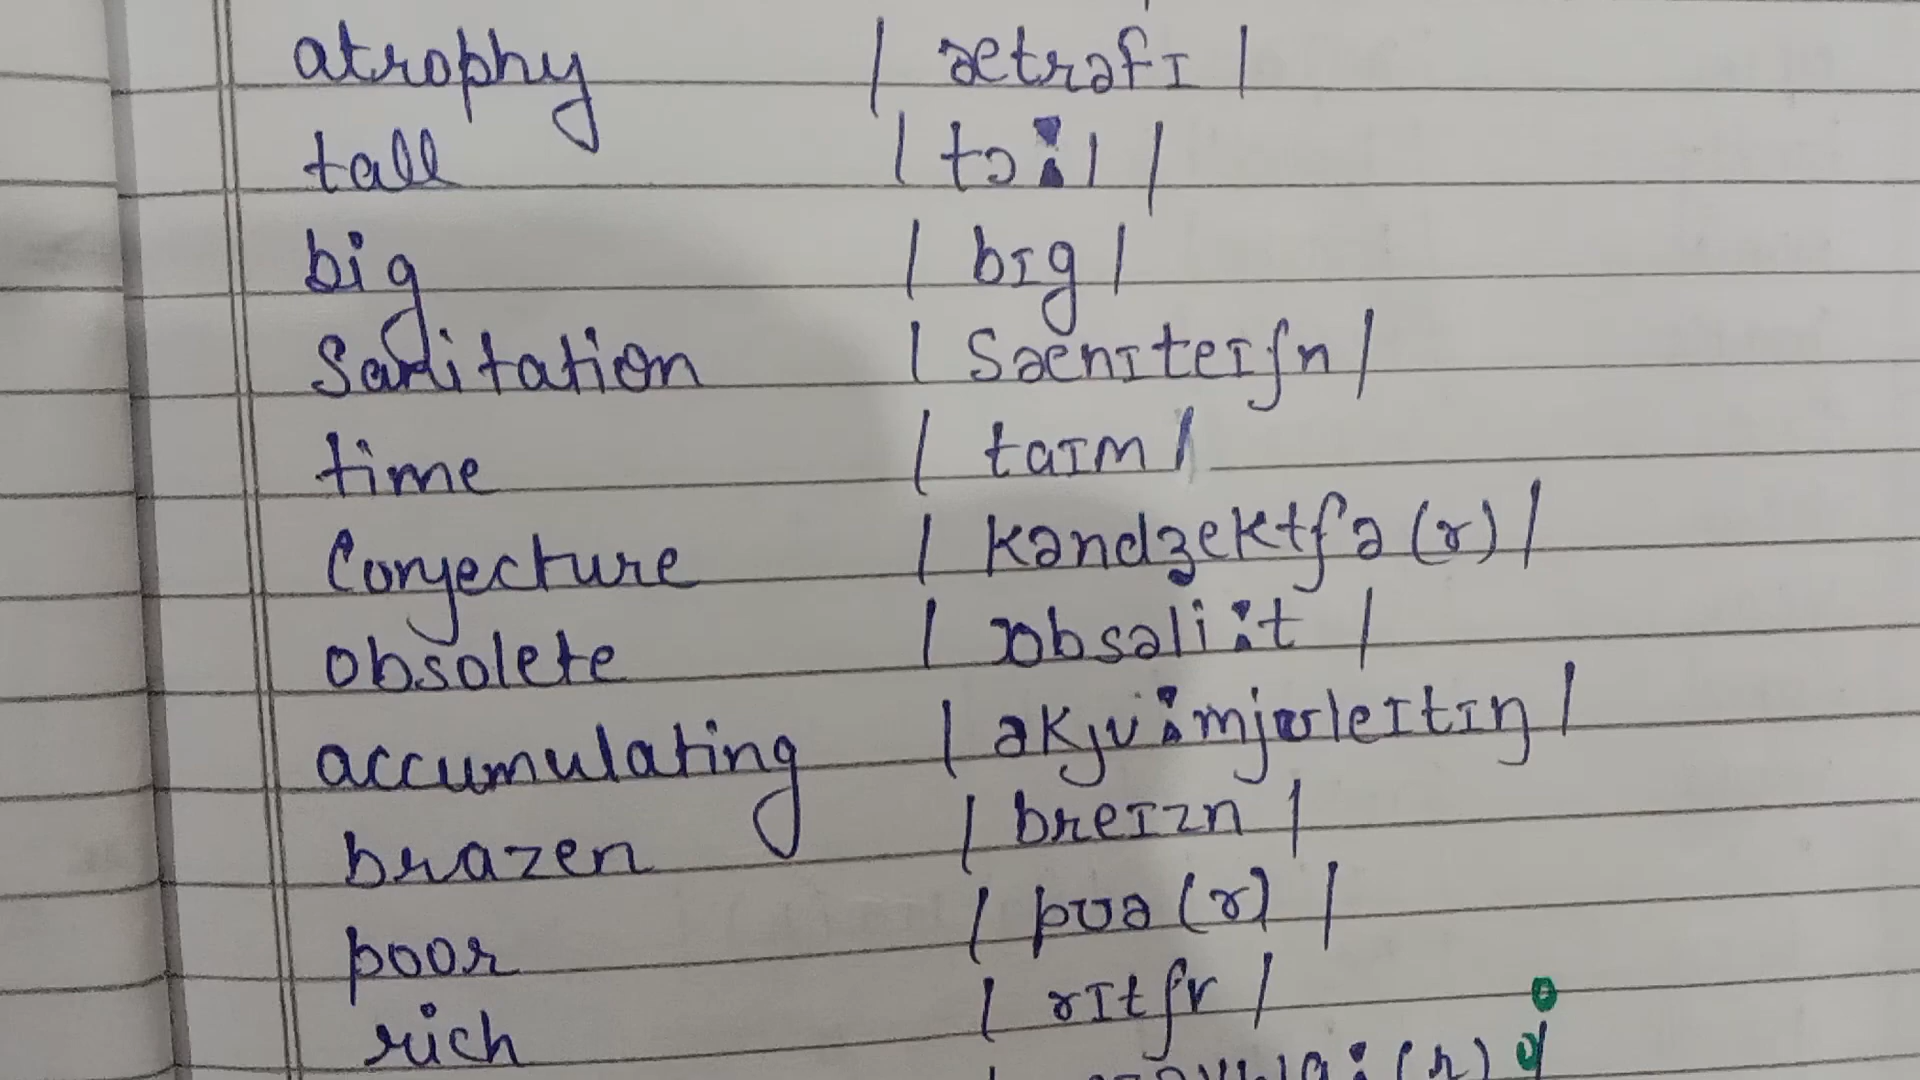 atrophy / ætrəfɪ /
tall / tɔːl /
big / bɪg /
Sanitation / Sænɪteɪʃn /
time / taɪm /
Conjecture / kəndʒektʃə (r) /
obsolete / ɒbsəliːt /
accumulating / əkjuːmjʊleɪtɪŋ /
brazen / breɪzn /
poor / pʊə (r) /
rich / rɪtʃr /